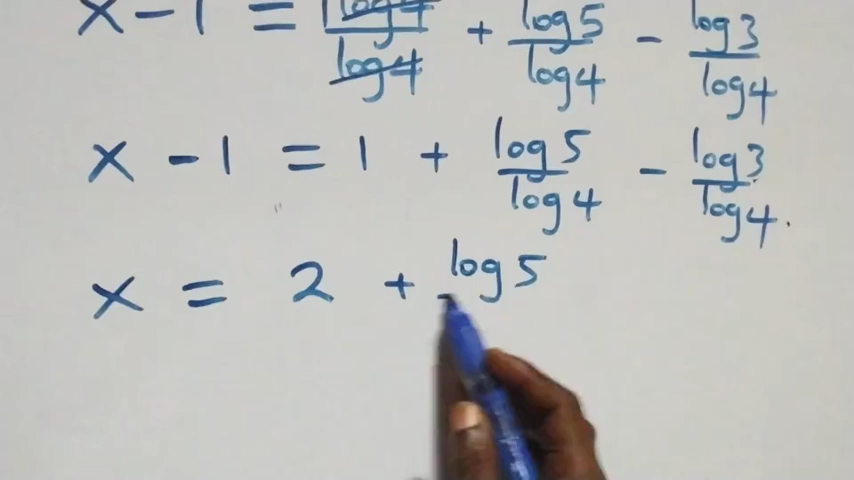 x - 1 = log4/log4 + log5/log4 - log3/log4
x - 1 = 1 + log5/log4 - log3/log4.
x = 2 + log5